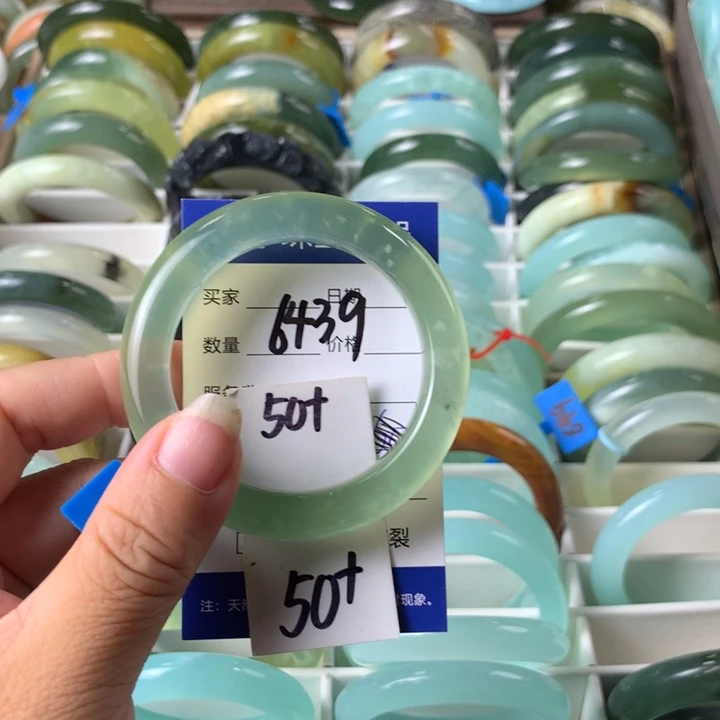 买家 日期
6439
数量 价格
50+
裂
50+
注：天 现象。